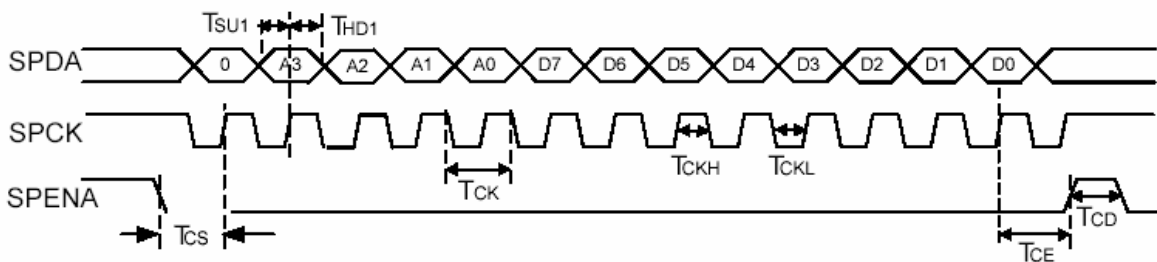 TSU1 THD1
SPDA 0 A3 A2 A1 A0 D7 D6 D5 D4 D3 D2 D1 D0
SPCK
TCK TCKH TCKL
SPENA
TCS TCE TCD